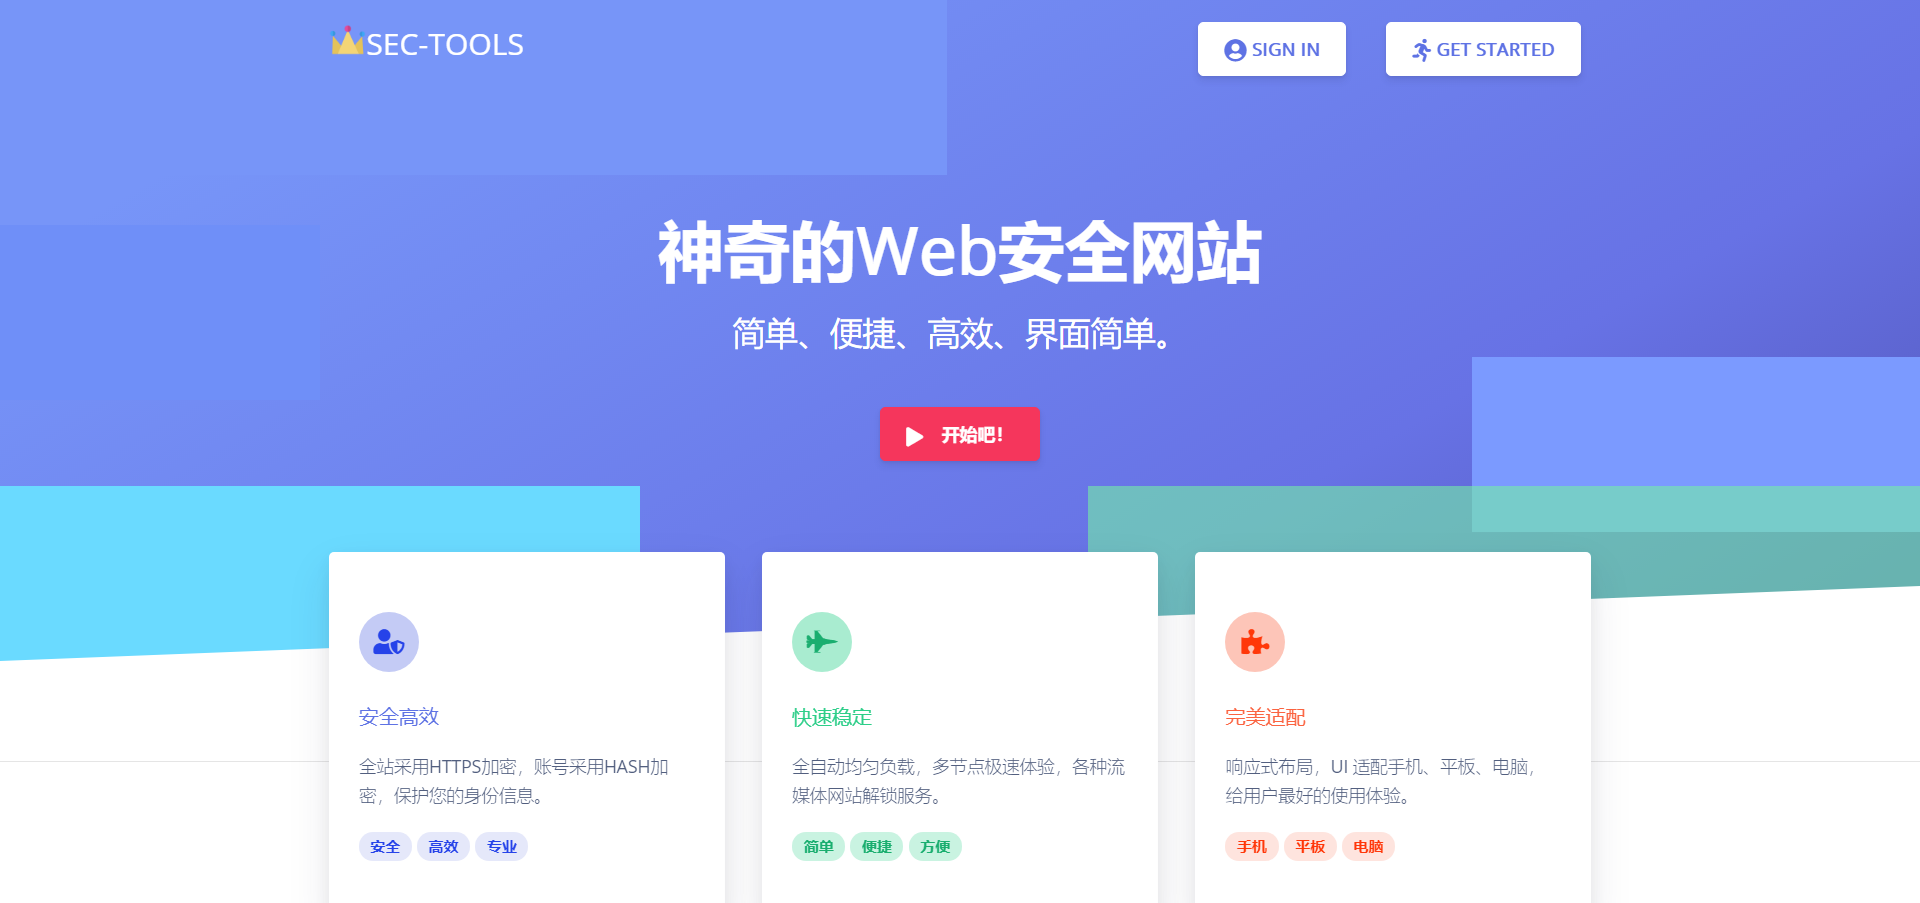 SEC-TOOLS
SIGN IN
GET STARTED
神奇的Web安全网站
简单、便捷、高效、界面简单。
开始吧!
安全高效
全站采用HTTPS加密，账号采用HASH加
密，保护您的身份信息。
安全 高效 专业
快速稳定
全自动均匀负载，多节点极速体验，各种流
媒体网站解锁服务。
简单 便捷 方便
完美适配
响应式布局，UI 适配手机、平板、电脑，
给用户最好的使用体验。
手机 平板 电脑